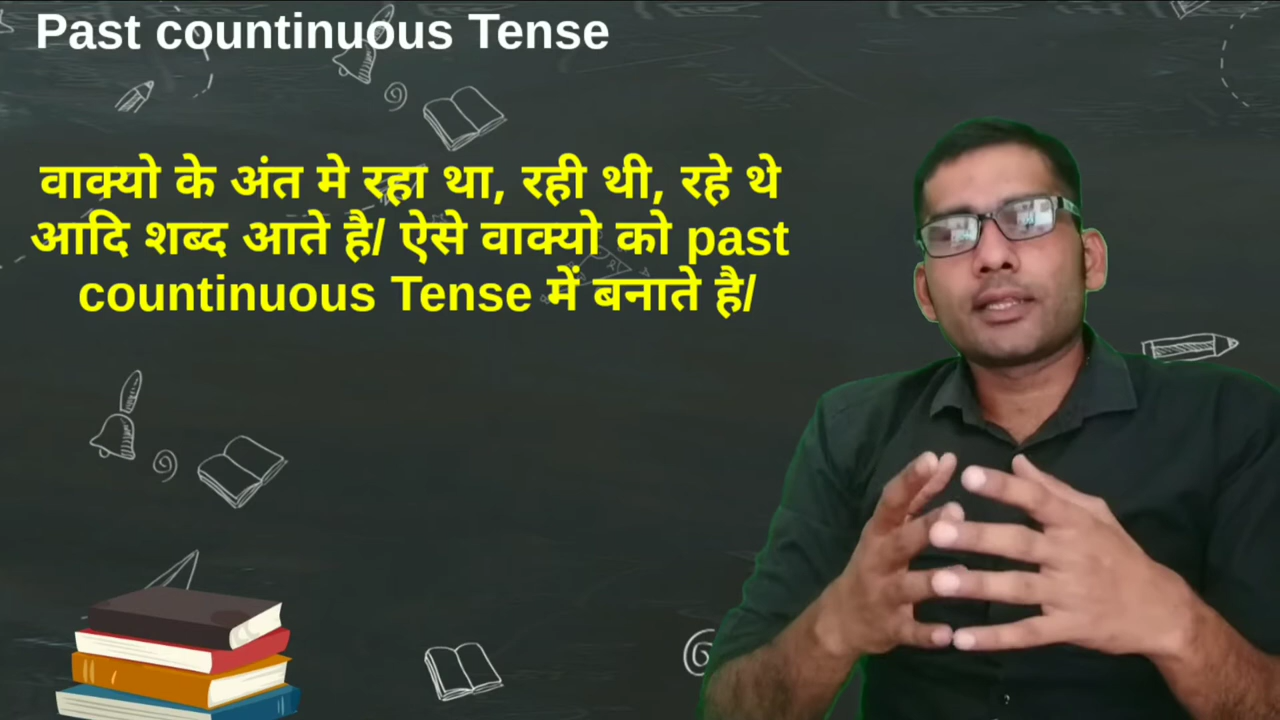 Past countinuous Tense
वाक्यो के अंत मे रहा था, रही थी, रहे थे
आदि शब्द आते है/ ऐसे वाक्यो को past
countinuous Tense में बनाते है/